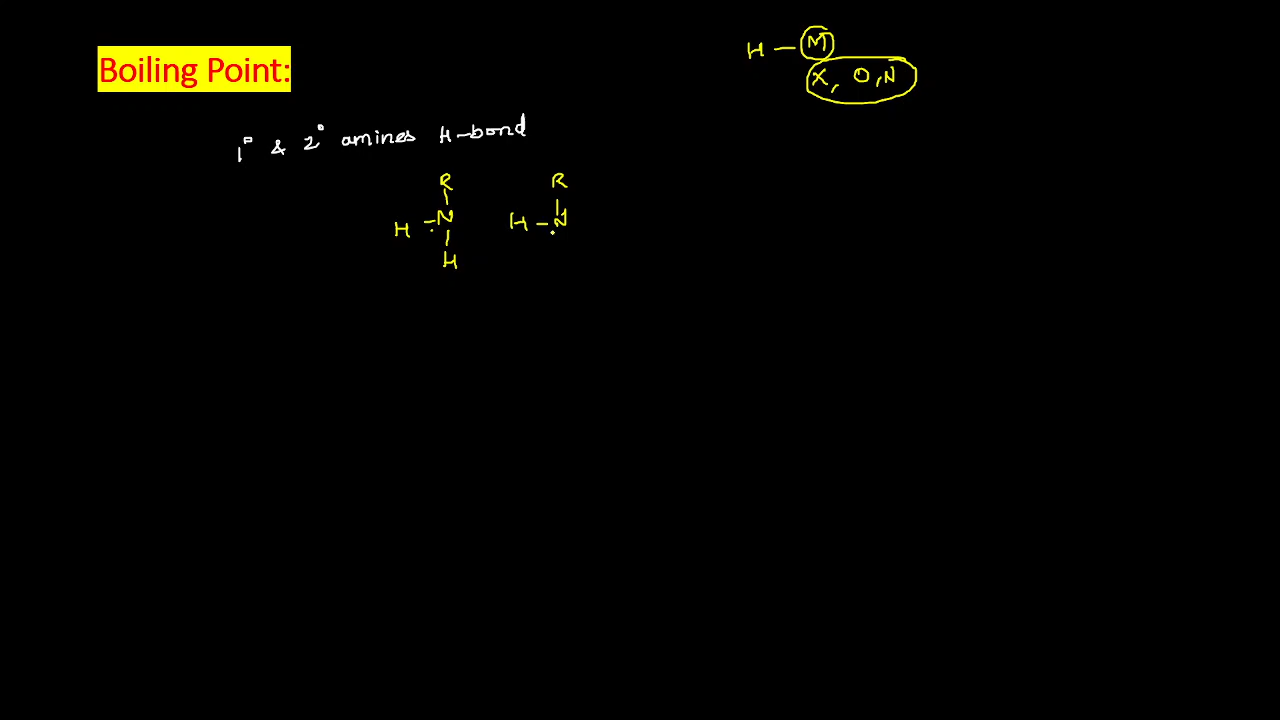 H – M
X, O, N
Boiling Point:
1° & 2° amines H-bond
R R
H – N H – N
H